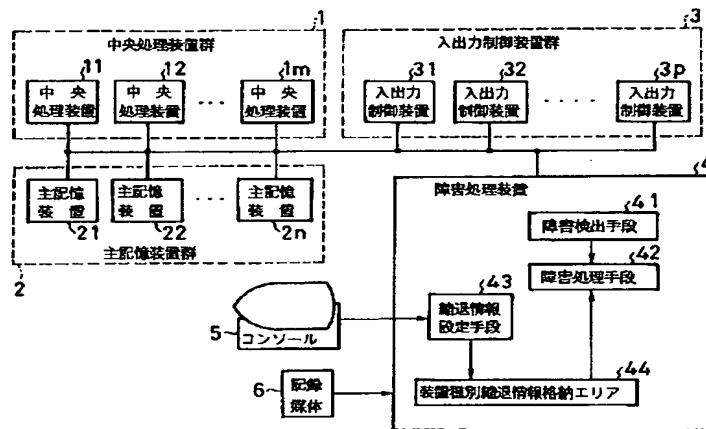 1
中央処理装置群
11
12
1m
中央
処理装置
中央
処理装置
・・・
中央
処理装置
3
入出力制御装置群
31
32
3p
入出力
制御装置
入出力
制御装置
・・・・
入出力
制御装置
主記憶
装置
主記憶
装置
・・・
主記憶
装置
21
22
2n
主記憶装置群
2
4
障害処理装置
41
障害検出手段
42
障害処理手段
43
縮退情報
設定手段
44
装置種別縮退情報格納エリア
5
コンソール
6
記録
媒体